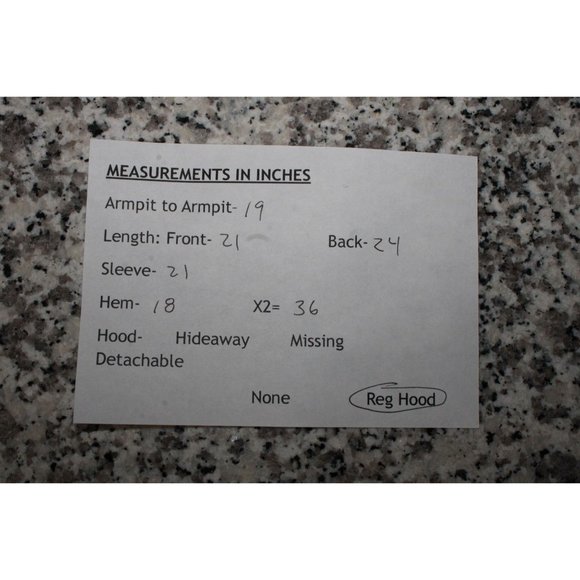 MEASUREMENTS IN INCHES
Armpit to Armpit- 19
Length: Front- 21 Back- 24
Sleeve- 21
Hem- 18 X2= 36
Hood- Hideaway Missing
Detachable
None Reg Hood